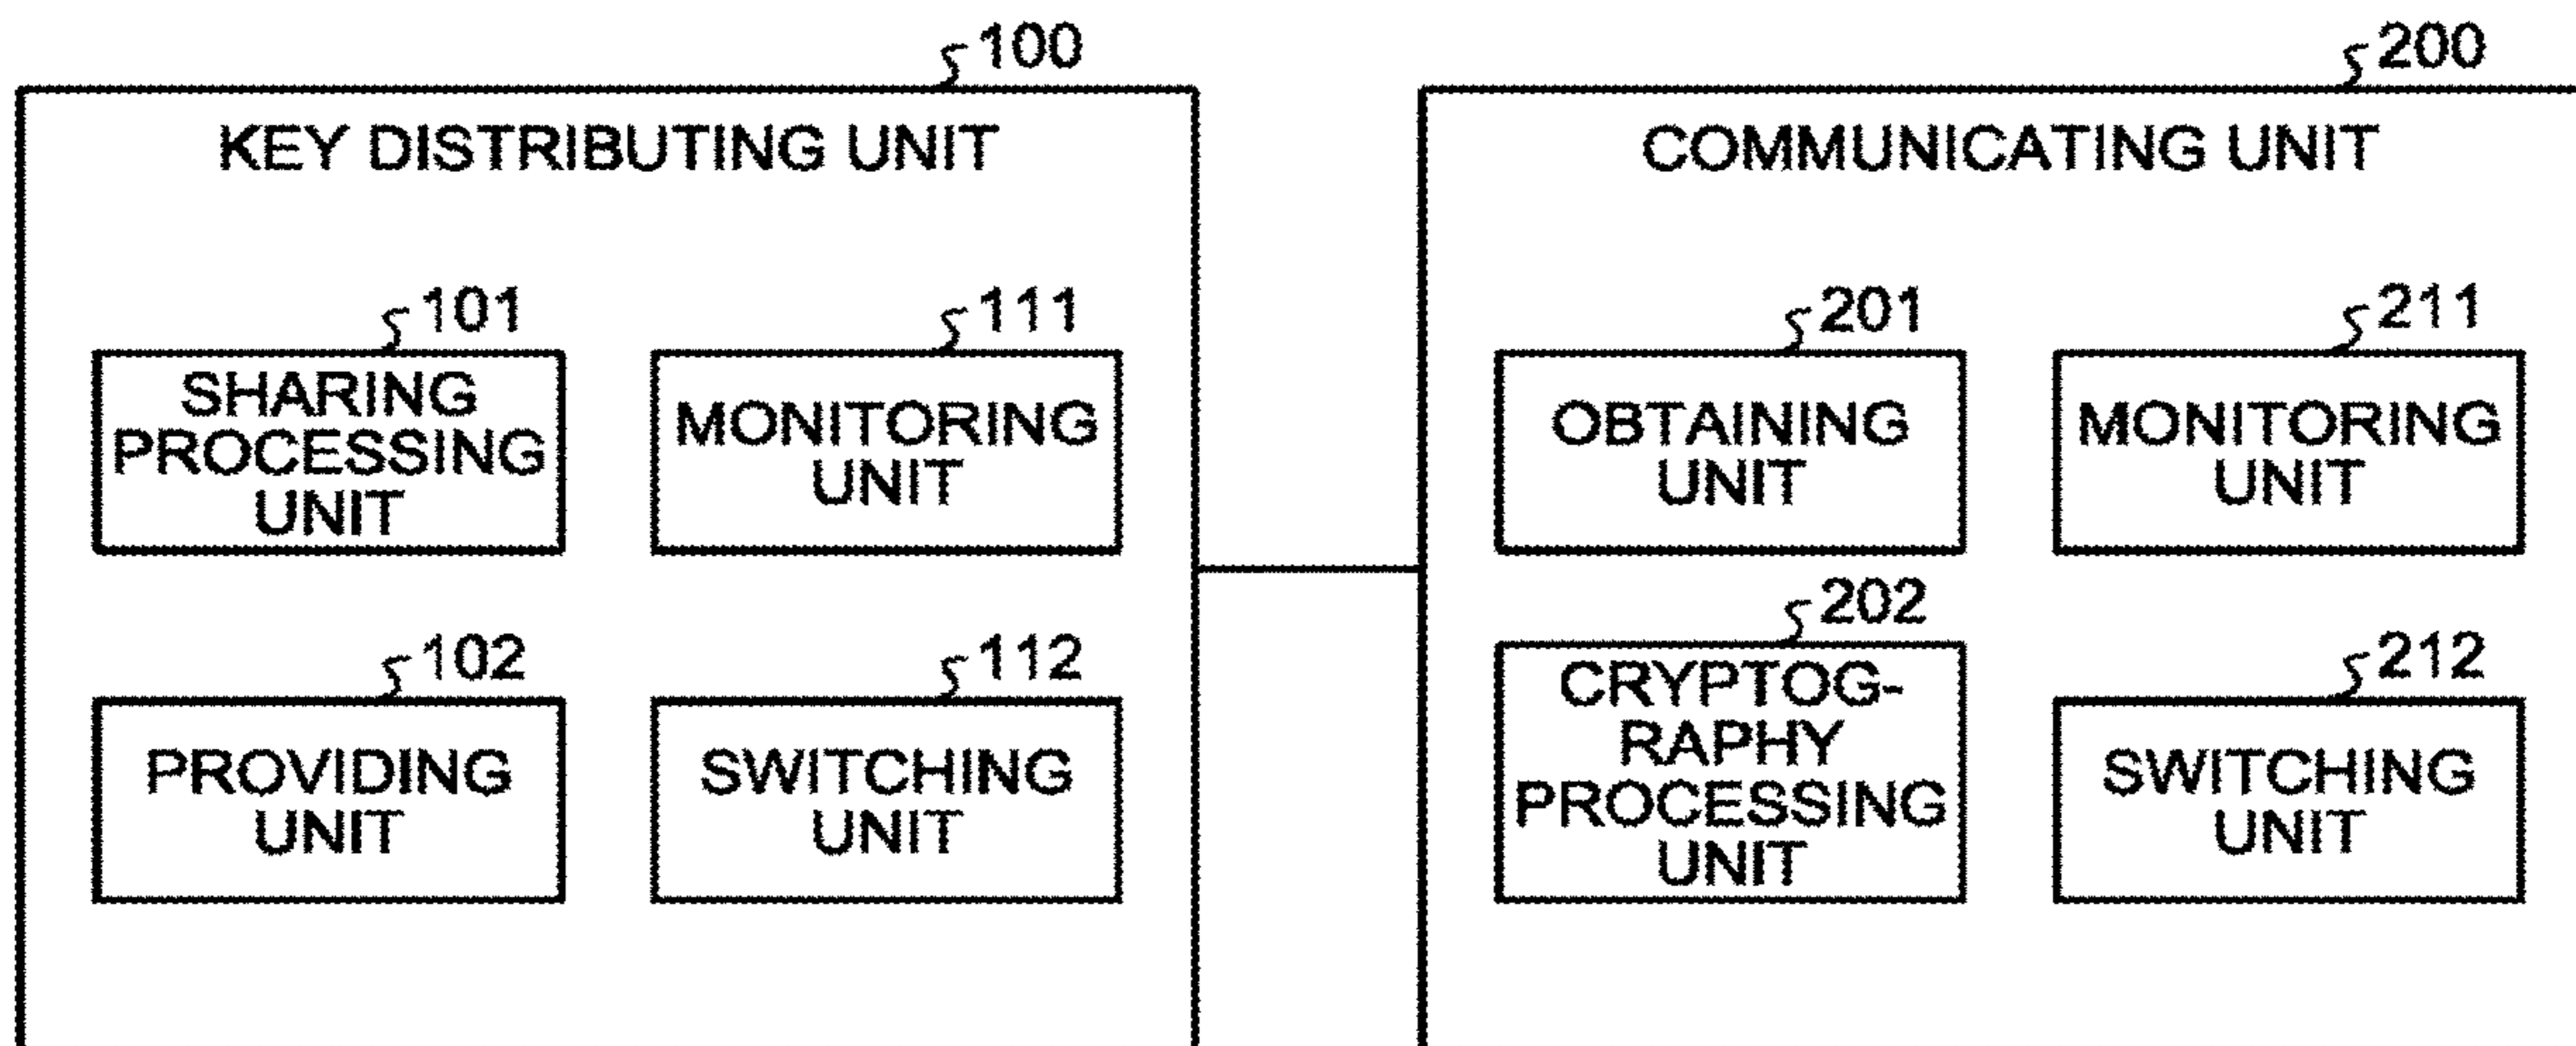 100
KEY DISTRIBUTING UNIT
101
SHARING
PROCESSING
UNIT
111
MONITORING
UNIT
102
PROVIDING
UNIT
112
SWITCHING
UNIT
200
COMMUNICATING UNIT
201
OBTAINING
UNIT
211
MONITORING
UNIT
202
CRYPTOG-
RAPHY
PROCESSING
UNIT
212
SWITCHING
UNIT